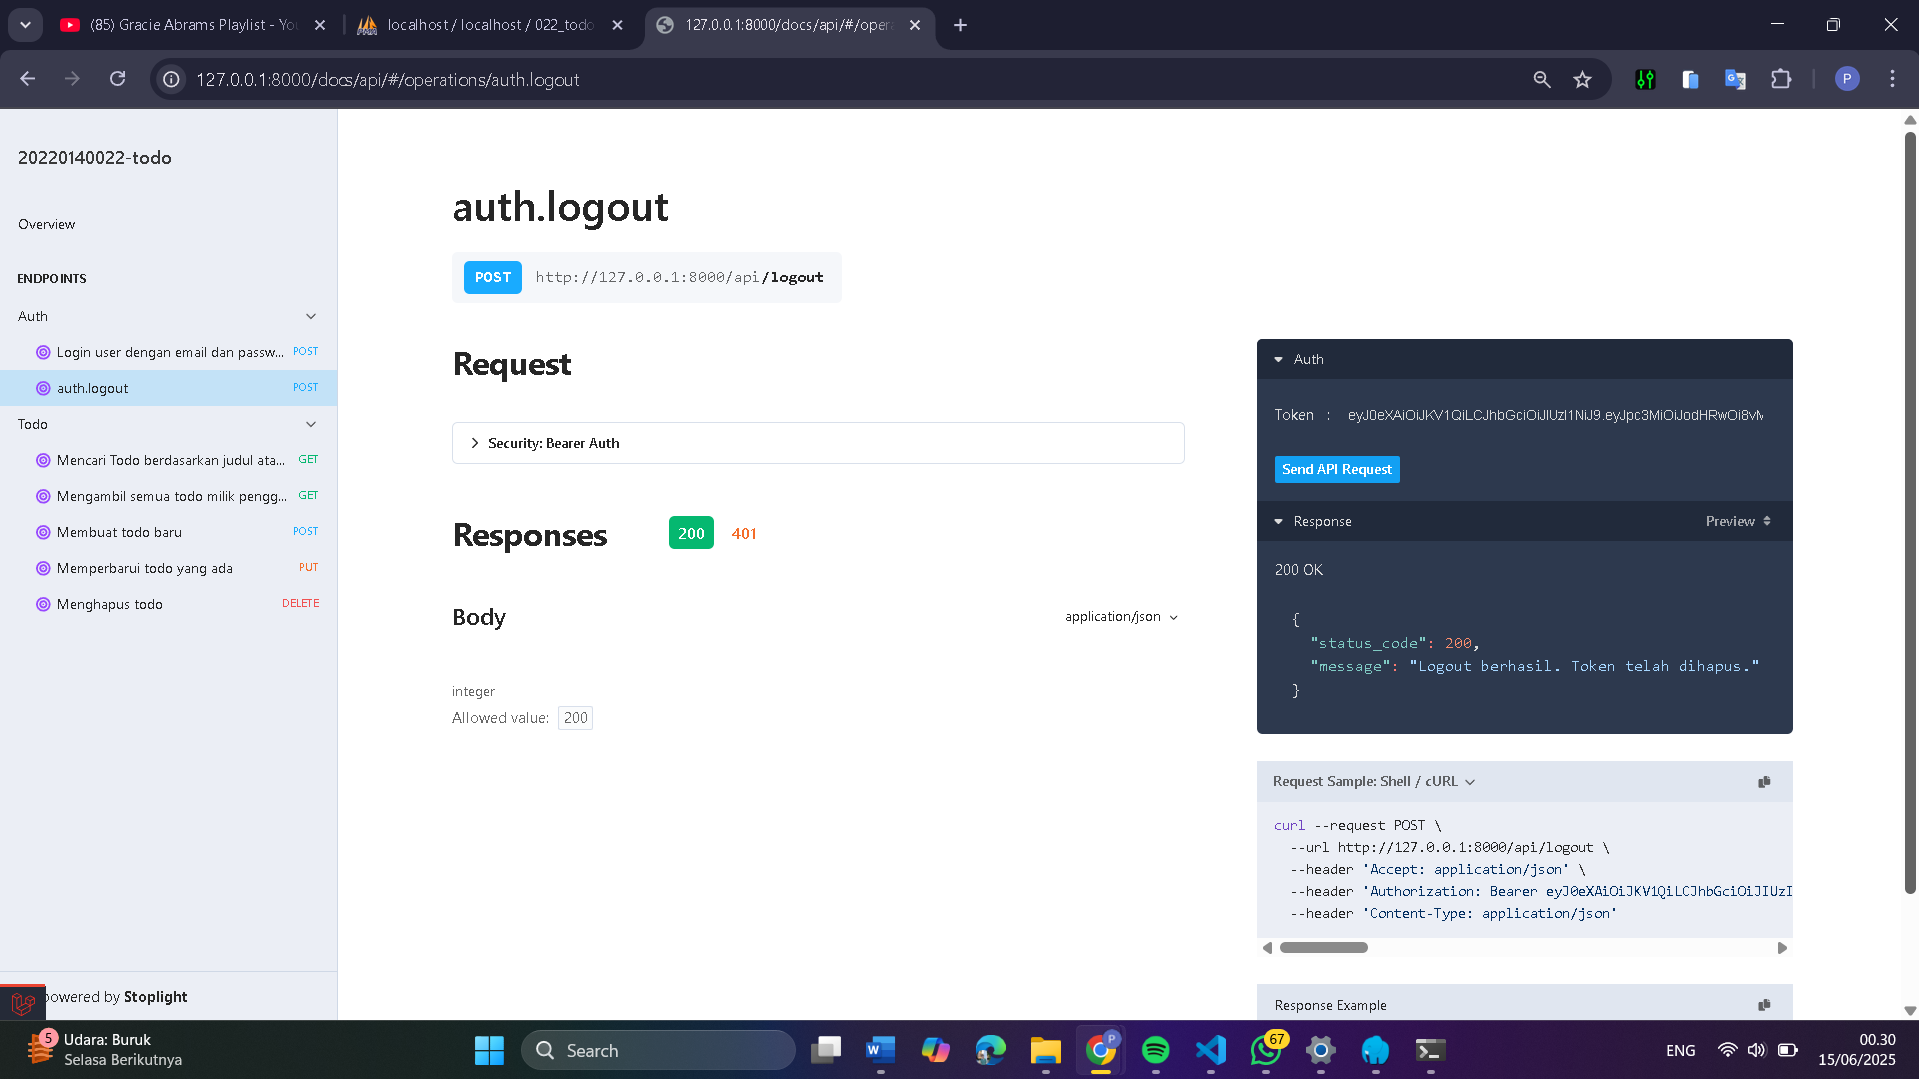 (85) Gracie Abrams Playlist - You
localhost / localhost / 022_todo
127.0.0.1:8000/docs/api/#/opera
127.0.0.1:8000/docs/api/#/operations/auth.logout
P
20220140022-todo
Overview
ENDPOINTS
Auth
Login user dengan email dan passw... POST
auth.logout POST
Todo
Mencari Todo berdasarkan judul ata... GET
Mengambil semua todo milik pengg... GET
Membuat todo baru POST
Memperbarui todo yang ada PUT
Menghapus todo DELETE
powered by Stoplight
auth.logout
POST http://127.0.0.1:8000/api/logout
Request
Security: Bearer Auth
Responses 200 401
Body application/json
integer
Allowed value: 200
Auth
Token : eyJ0eXAiOiJKV1QiLCJhbGciOiJIUzI1NiJ9.eyJpc3MiOiJodHRwOi8vM
Send API Request
Response Preview
200 OK
{
"status_code": 200,
"message": "Logout berhasil. Token telah dihapus."
}
Request Sample: Shell / cURL
curl --request POST \
--url http://127.0.0.1:8000/api/logout \
--header 'Accept: application/json' \
--header 'Authorization: Bearer eyJ0eXAiOiJKV1QiLCJhbGciOiJIUzI
--header 'Content-Type: application/json'
Response Example
5
Udara: Buruk
Selasa Berikutnya
Search
P
67
ENG
00.30
15/06/2025